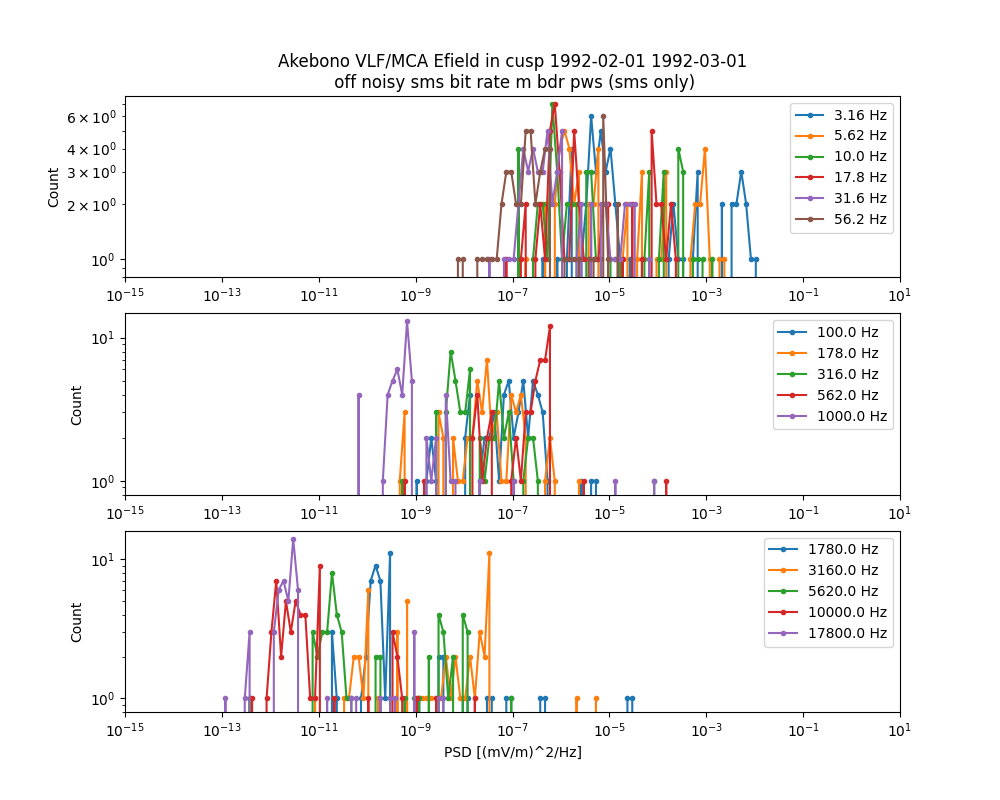 Akebono VLF/MCA Efield in cusp 1992-02-01 1992-03-01
off noisy sms bit rate m bdr pws (sms only)
Count
6 × 10⁰
4 × 10⁰
3 × 10⁰
2 × 10⁰
10⁰
3.16 Hz
5.62 Hz
10.0 Hz
17.8 Hz
31.6 Hz
56.2 Hz
10⁻¹⁵ 10⁻¹³ 10⁻¹¹ 10⁻⁹ 10⁻⁷ 10⁻⁵ 10⁻³ 10⁻¹ 10¹
Count
10¹
10⁰
100.0 Hz
178.0 Hz
316.0 Hz
562.0 Hz
1000.0 Hz
10⁻¹⁵ 10⁻¹³ 10⁻¹¹ 10⁻⁹ 10⁻⁷ 10⁻⁵ 10⁻³ 10⁻¹ 10¹
Count
10¹
10⁰
1780.0 Hz
3160.0 Hz
5620.0 Hz
10000.0 Hz
17800.0 Hz
10⁻¹⁵ 10⁻¹³ 10⁻¹¹ 10⁻⁹ 10⁻⁷ 10⁻⁵ 10⁻³ 10⁻¹ 10¹
PSD [(mV/m)^2/Hz]